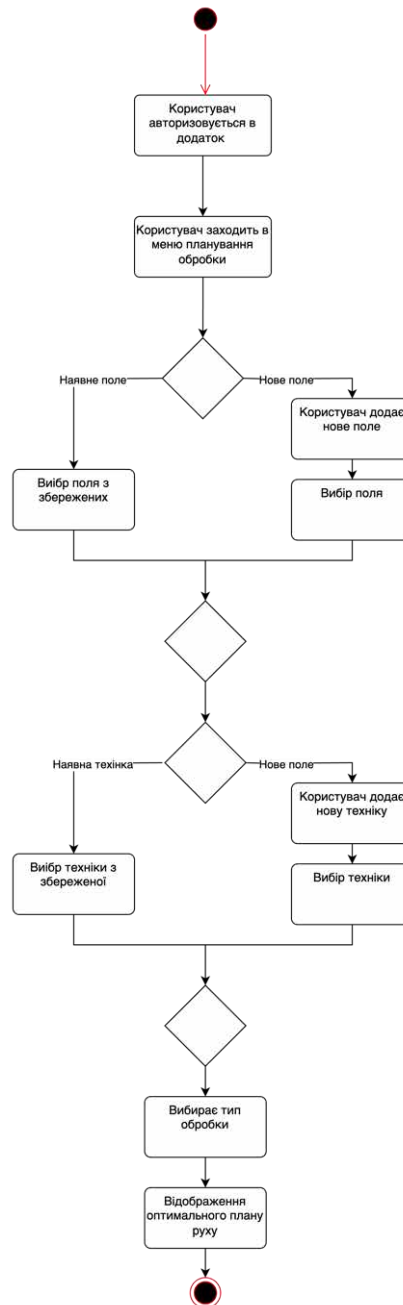 Користувач
авторизовується в
додаток
Користувач заходить в
меню планування
обробки
Наявне поле
Нове поле
Користувач додає
нове поле
Виібр поля з
збережених
Вибір поля
Наявна техінка
Нове поле
Користувач додає
нову техніку
Виібр техніки з
збереженої
Вибір техніки
Вибирає тип
обробки
Відображення
оптимального плану
руху